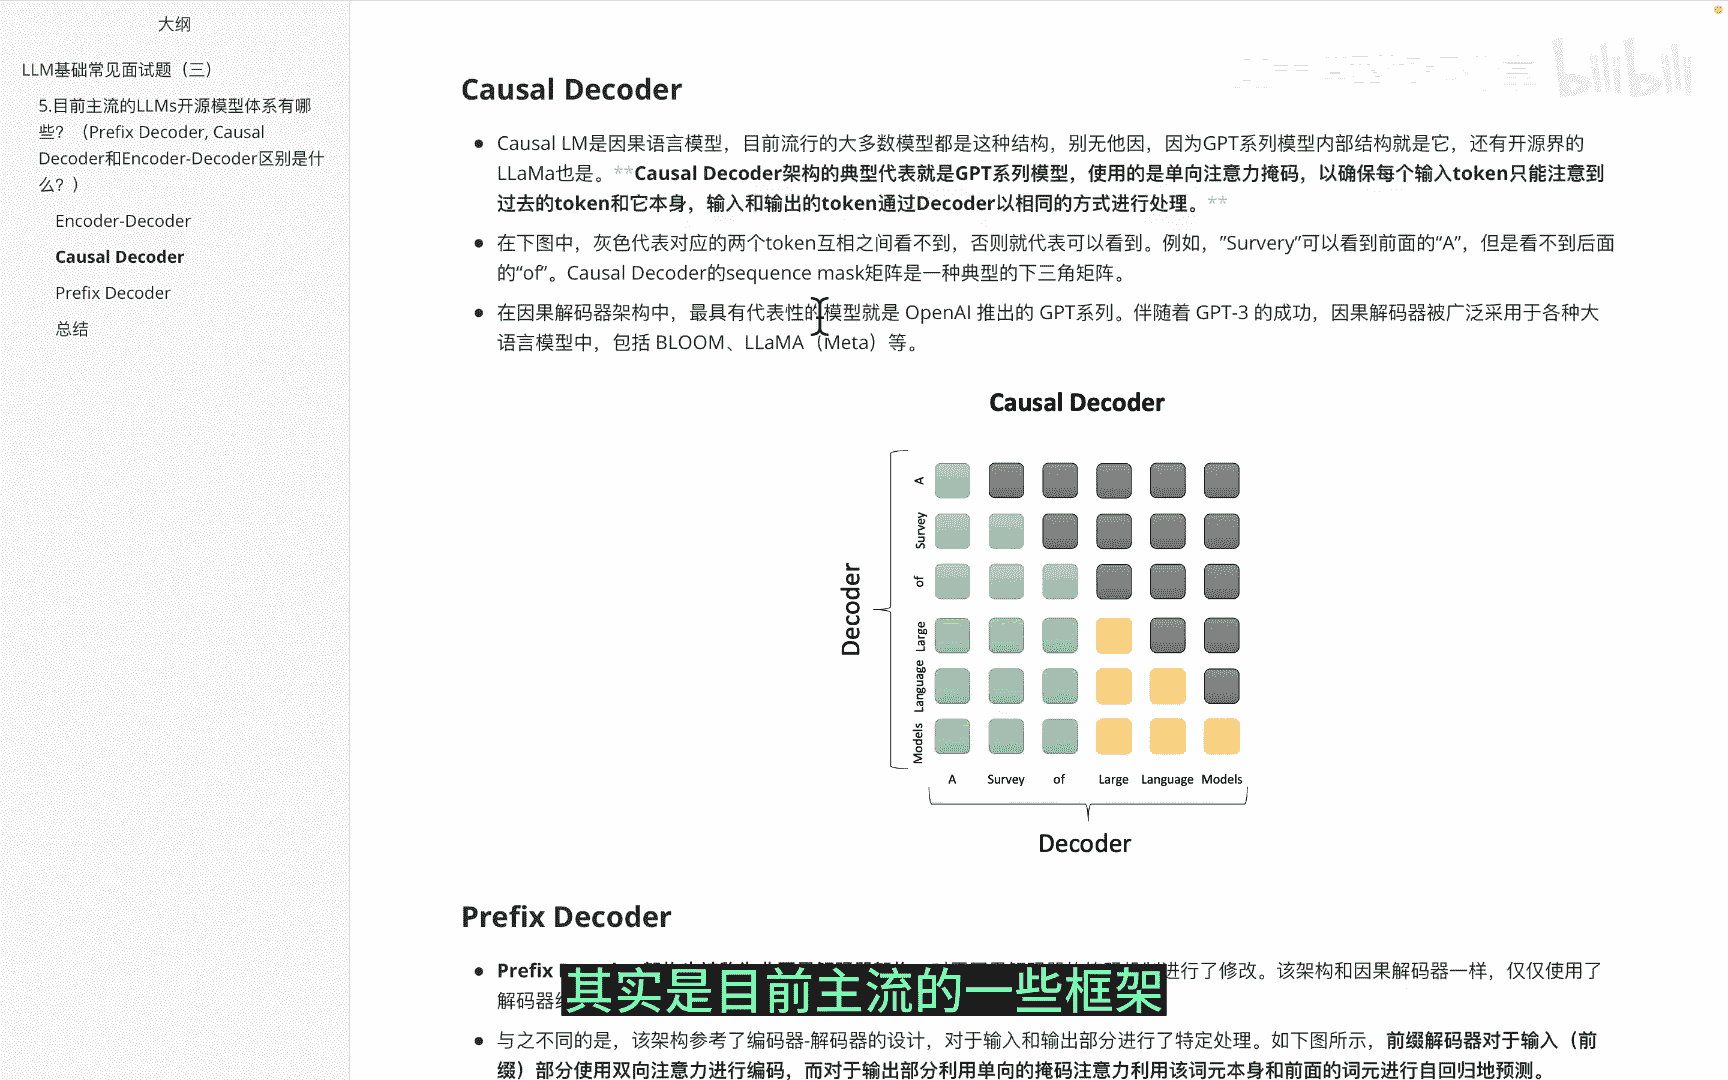 大纲
LLM基础常见面试题（三）
5.目前主流的LLMs开源模型体系有哪
些？（Prefix Decoder, Causal
Decoder和Encoder-Decoder区别是什
么？）
Encoder-Decoder
Causal Decoder
Prefix Decoder
总结
bilibili
Causal Decoder
Causal LM是因果语言模型，目前流行的大多数模型都是这种结构，别无他因，因为GPT系列模型内部结构就是它，还有开源界的
LLaMa也是。**Causal Decoder架构的典型代表就是GPT系列模型，使用的是单向注意力掩码，以确保每个输入token只能注意到
过去的token和它本身，输入和输出的token通过Decoder以相同的方式进行处理。**
在下图中，灰色代表对应的两个token互相之间看不到，否则就代表可以看到。例如，”Survery”可以看到前面的“A”，但是看不到后面
的“of”。Causal Decoder的sequence mask矩阵是一种典型的下三角矩阵。
在因果解码器架构中，最具有代表性的模型就是 OpenAI 推出的 GPT系列。伴随着 GPT-3 的成功，因果解码器被广泛采用于各种大
语言模型中，包括 BLOOM、LLaMA（Meta）等。
Causal Decoder
Decoder
A
Survey
of
Large
Language
Models
A Survey of Large Language Models
Decoder
Prefix Decoder
Prefix
进行了修改。该架构和因果解码器一样，仅仅使用了
解码器
其实是目前主流的一些框架
与之不同的是，该架构参考了编码器-解码器的设计，对于输入和输出部分进行了特定处理。如下图所示，前缀解码器对于输入（前
缀）部分使用双向注意力进行编码，而对于输出部分利用单向的掩码注意力利用该词元本身和前面的词元进行自回归地预测。